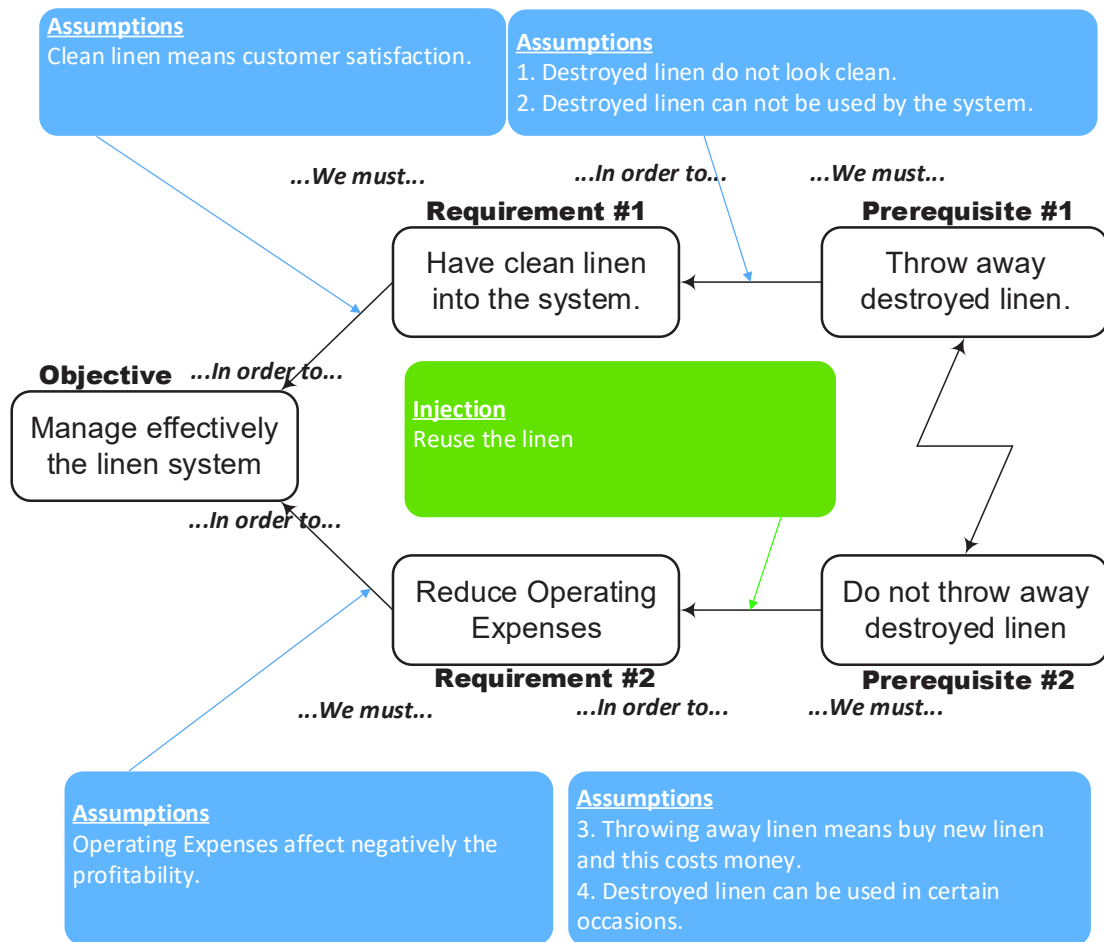 Assumptions
Clean linen means customer satisfaction.
Assumptions
1. Destroyed linen do not look clean.
2. Destroyed linen can not be used by the system.
...We must...
...In order to...
...We must...
Requirement #1
Prerequisite #1
Have clean linen
into the system.
Throw away
destroyed linen.
Objective
...In order to...
Manage effectively
the linen system
Injection
Reuse the linen
...In order to...
Reduce Operating
Expenses
Do not throw away
destroyed linen
Requirement #2
Prerequisite #2
...We must...
...In order to...
...We must...
Assumptions
Operating Expenses affect negatively the
profitability.
Assumptions
3. Throwing away linen means buy new linen
and this costs money.
4. Destroyed linen can be used in certain
occasions.